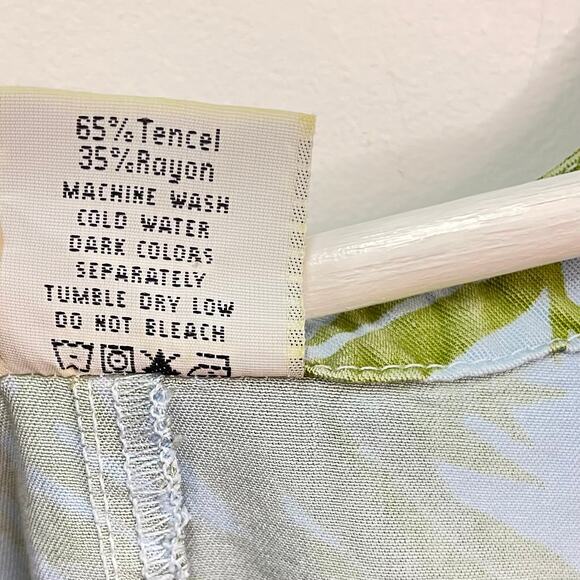 65%Tencel
35%Rayon
MACHINE WASH
COLD WATER
DARK COLORS
SEPARATELY
TUMBLE DRY LOW
DO NOT BLEACH